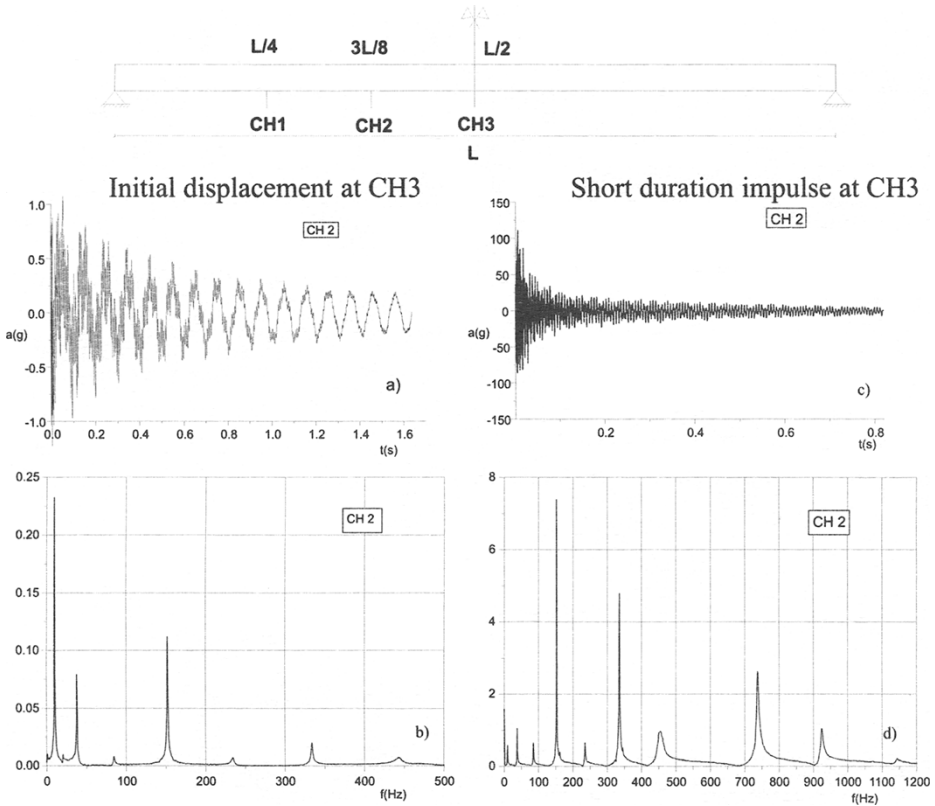 L/4 3L/8 L/2
CH1 CH2 CH3
L
Initial displacement at CH3
1.0
0.5
0.0
-0.5
-1.0
a(g)
CH 2
a)
0.0 0.2 0.4 0.6 0.8 1.0 1.2 1.4 1.6
t(s)
Short duration impulse at CH3
150
100
50
0
-50
-100
-150
a(g)
CH 2
c)
0.2 0.4 0.6 0.8
t(s)
0.25
0.20
0.15
0.10
0.05
0.00
CH 2
b)
0 100 200 300 400 500
f(Hz)
8
6
4
2
0
CH 2
d)
0 100 200 300 400 500 600 700 800 900 1000 1100 1200
f(Hz)